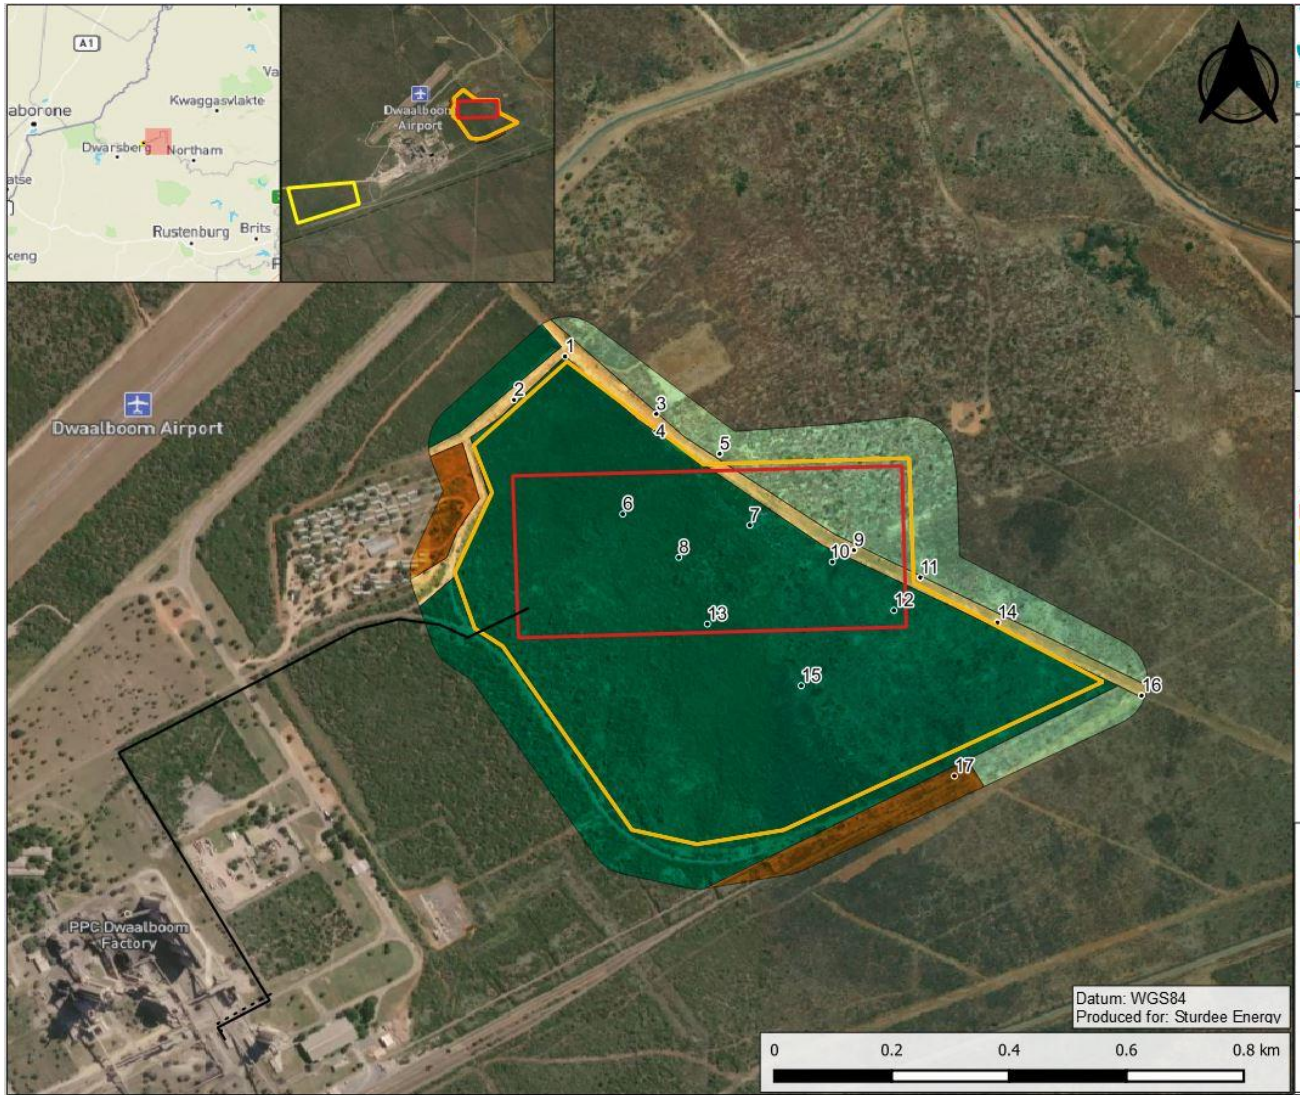 A1
Va
Kwaggasvlakte
aborone
Dwarsberg
Northam
atse
Rustenburg
Brits
keng
Dwaalboom
Airport
Dwaalboom Airport
1
2
3
4
5
6
7
8
9
10
11
12
13
14
15
16
17
PPC Dwaalboom
Factory
Datum: WGS84
Produced for: Sturdee Energy
0
0.2
0.4
0.6
0.8 km